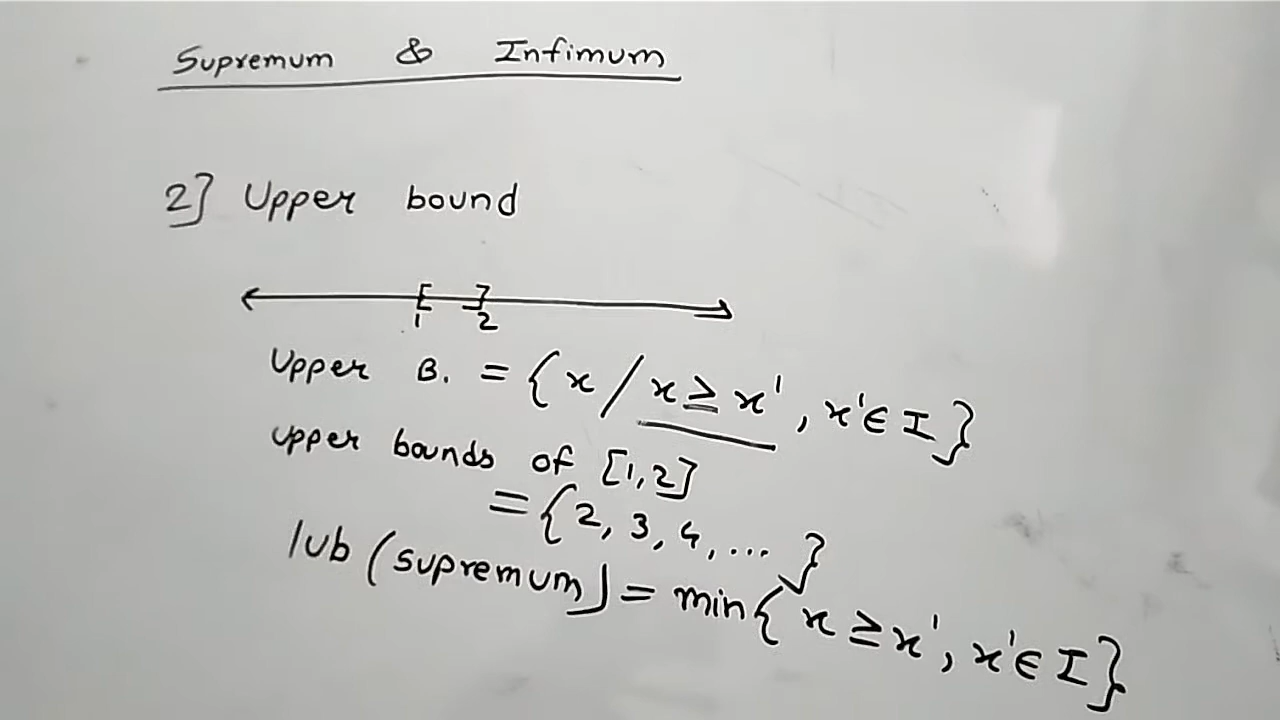 Supremum & Infimum
2] Upper bound
[ ]
1 2
Upper B. = {x / x ≥ x', x' ∈ I}
upper bounds of [1,2]
= {2, 3, 4, ... }
lub (supremum) = min{ x ≥ x', x' ∈ I}